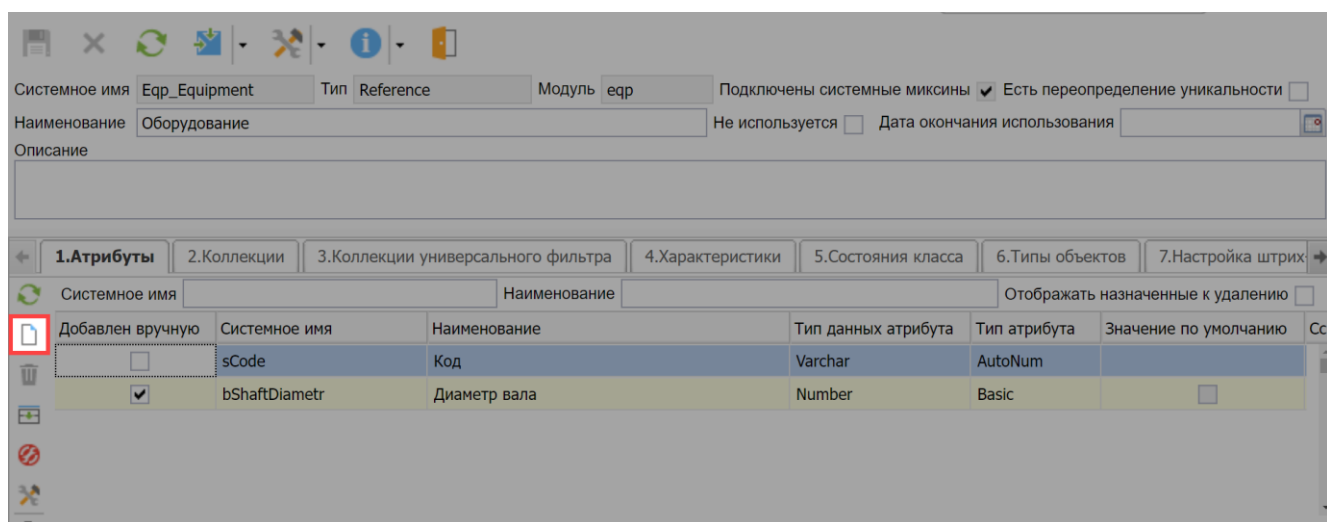 Системное имя Eqp_Equipment Тип Reference Модуль eqp Подключены системные миксины Есть переопределение уникальности
Наименование Оборудование Не используется Дата окончания использования
Описание
1.Атрибуты 2.Коллекции 3.Коллекции универсального фильтра 4.Характеристики 5.Состояния класса 6.Типы объектов 7.Настройка штрих-
Системное имя Наименование Отображать назначенные к удалению
Добавлен вручную Системное имя Наименование Тип данных атрибута Тип атрибута Значение по умолчанию Сс
sCode Код Varchar AutoNum
bShaftDiametr Диаметр вала Number Basic